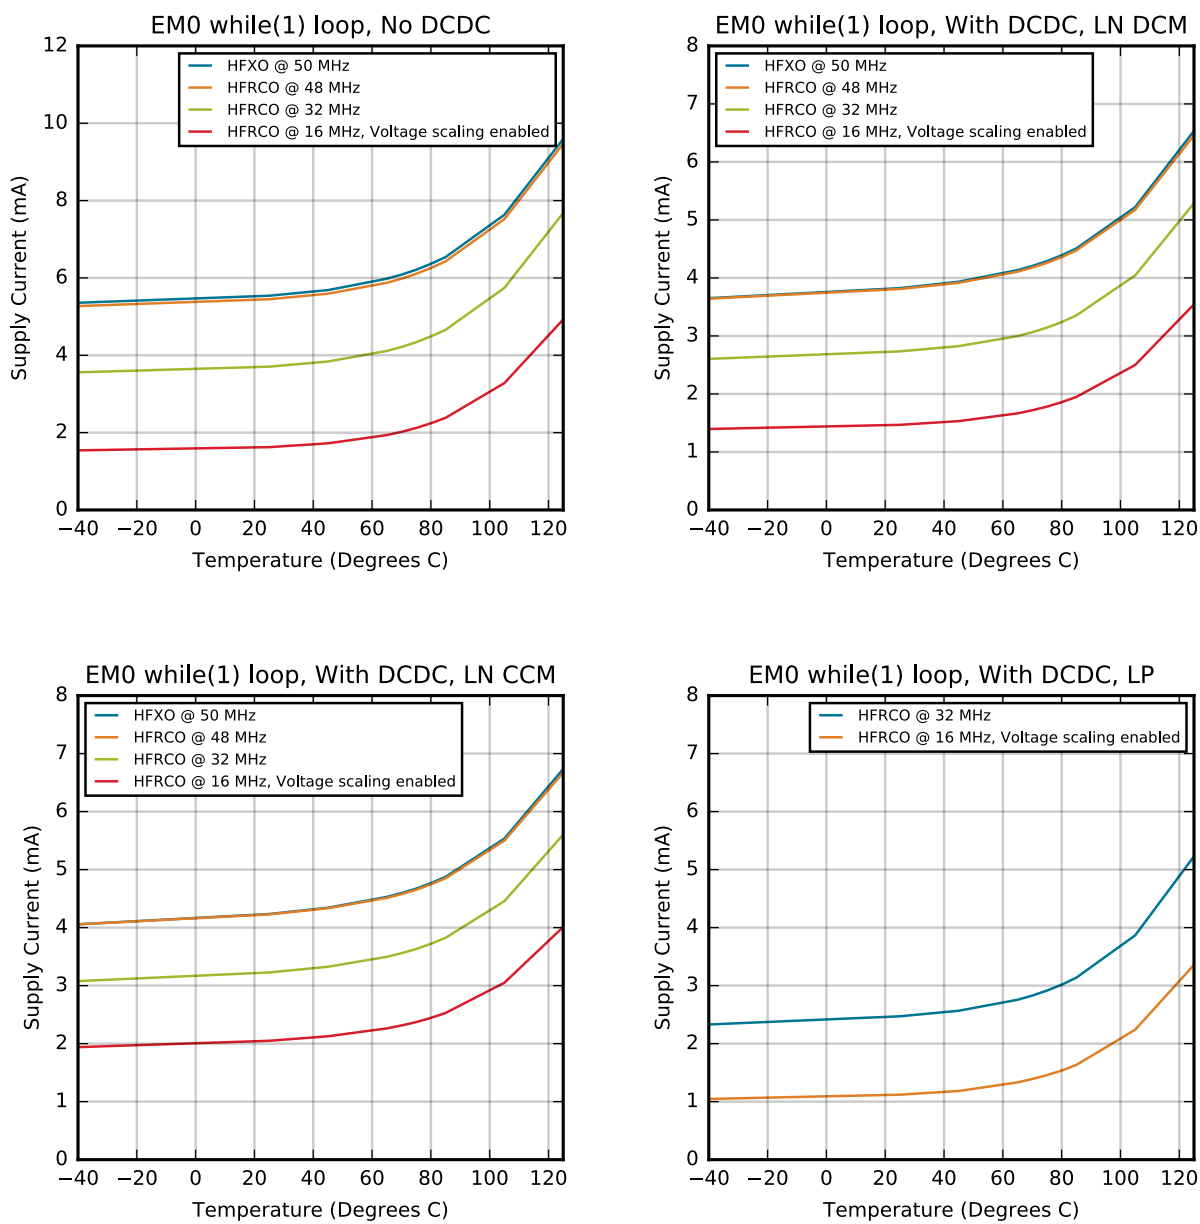 EM0 while(1) loop, No DCDC
HFXO @ 50 MHz
HFRCO @ 48 MHz
HFRCO @ 32 MHz
HFRCO @ 16 MHz, Voltage scaling enabled
Supply Current (mA)
12
10
8
6
4
2
0
−40 −20 0 20 40 60 80 100 120
Temperature (Degrees C)
EM0 while(1) loop, With DCDC, LN DCM
HFXO @ 50 MHz
HFRCO @ 48 MHz
HFRCO @ 32 MHz
HFRCO @ 16 MHz, Voltage scaling enabled
Supply Current (mA)
8
7
6
5
4
3
2
1
0
−40 −20 0 20 40 60 80 100 120
Temperature (Degrees C)
EM0 while(1) loop, With DCDC, LN CCM
HFXO @ 50 MHz
HFRCO @ 48 MHz
HFRCO @ 32 MHz
HFRCO @ 16 MHz, Voltage scaling enabled
Supply Current (mA)
8
7
6
5
4
3
2
1
0
−40 −20 0 20 40 60 80 100 120
Temperature (Degrees C)
EM0 while(1) loop, With DCDC, LP
HFRCO @ 32 MHz
HFRCO @ 16 MHz, Voltage scaling enabled
Supply Current (mA)
8
7
6
5
4
3
2
1
0
−40 −20 0 20 40 60 80 100 120
Temperature (Degrees C)